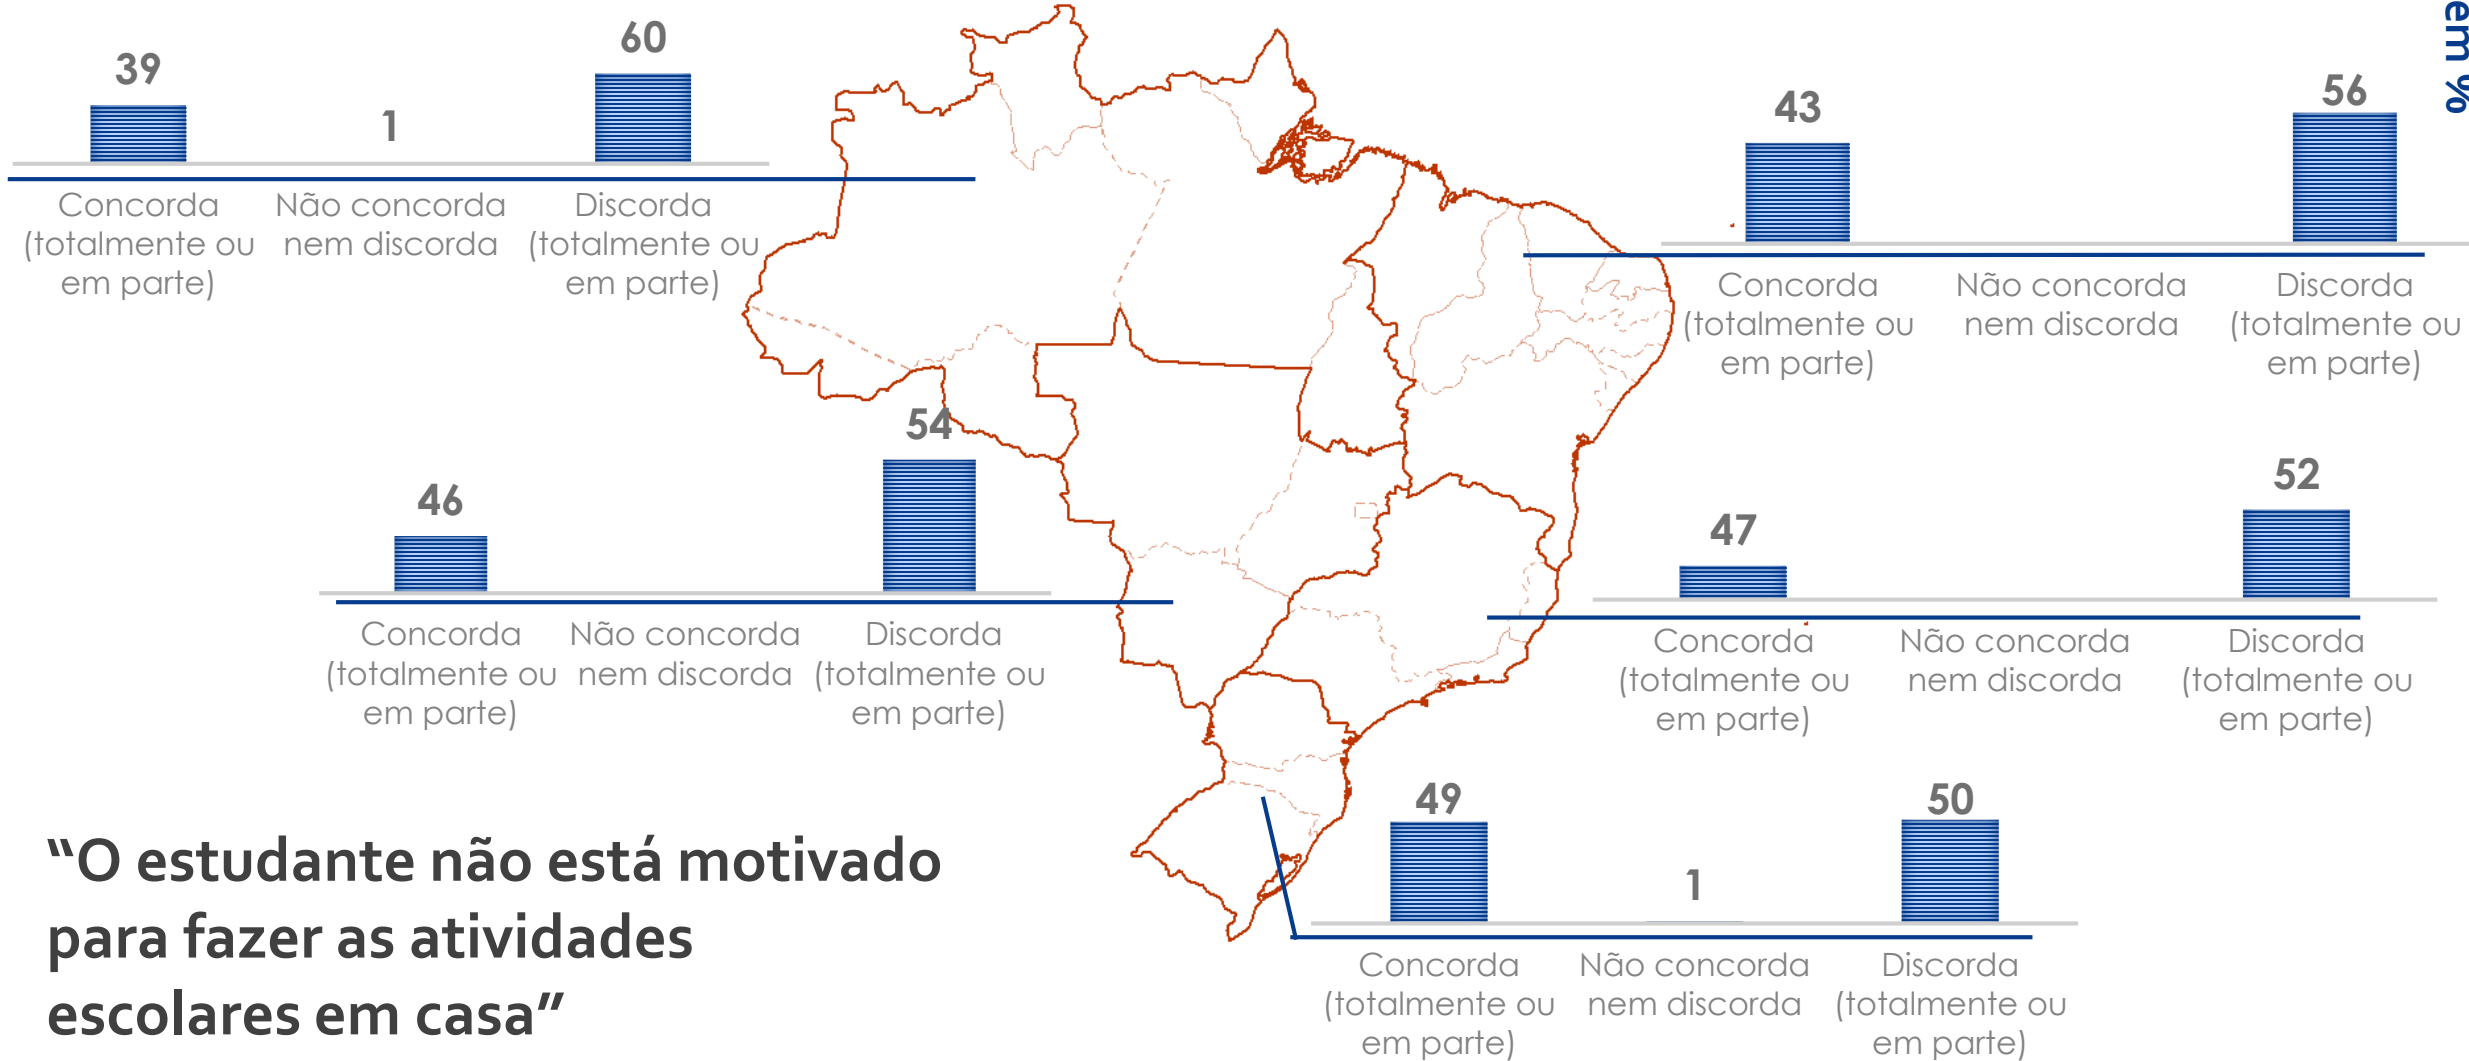 em %
39
1
60
Concorda
(totalmente ou
em parte)
Não concorda
nem discorda
Discorda
(totalmente ou
em parte)
43
56
Concorda
(totalmente ou
em parte)
Não concorda
nem discorda
Discorda
(totalmente ou
em parte)
46
54
Concorda
(totalmente ou
em parte)
Não concorda
nem discorda
Discorda
(totalmente ou
em parte)
47
52
Concorda
(totalmente ou
em parte)
Não concorda
nem discorda
Discorda
(totalmente ou
em parte)
49
1
50
Concorda
(totalmente ou
em parte)
Não concorda
nem discorda
Discorda
(totalmente ou
em parte)
“O estudante não está motivado
para fazer as atividades
escolares em casa”